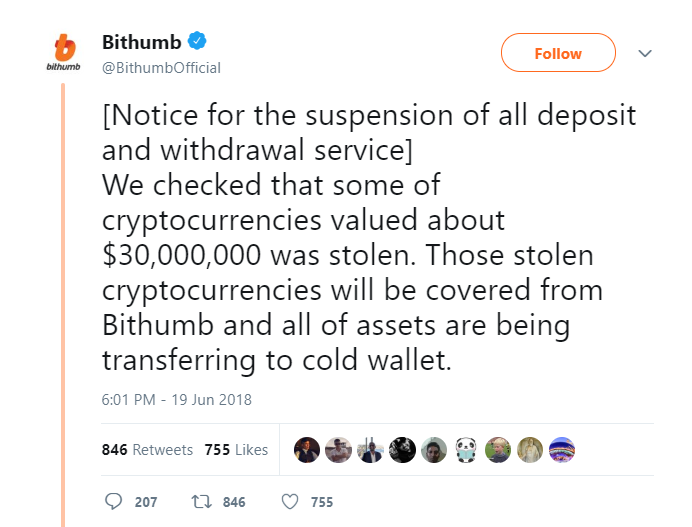 Bithumb
@BithumbOfficial
bithumb
Follow
[Notice for the suspension of all deposit
and withdrawal service]
We checked that some of
cryptocurrencies valued about
$30,000,000 was stolen. Those stolen
cryptocurrencies will be covered from
Bithumb and all of assets are being
transferring to cold wallet.
6:01 PM - 19 Jun 2018
846 Retweets 755 Likes
207 846 755